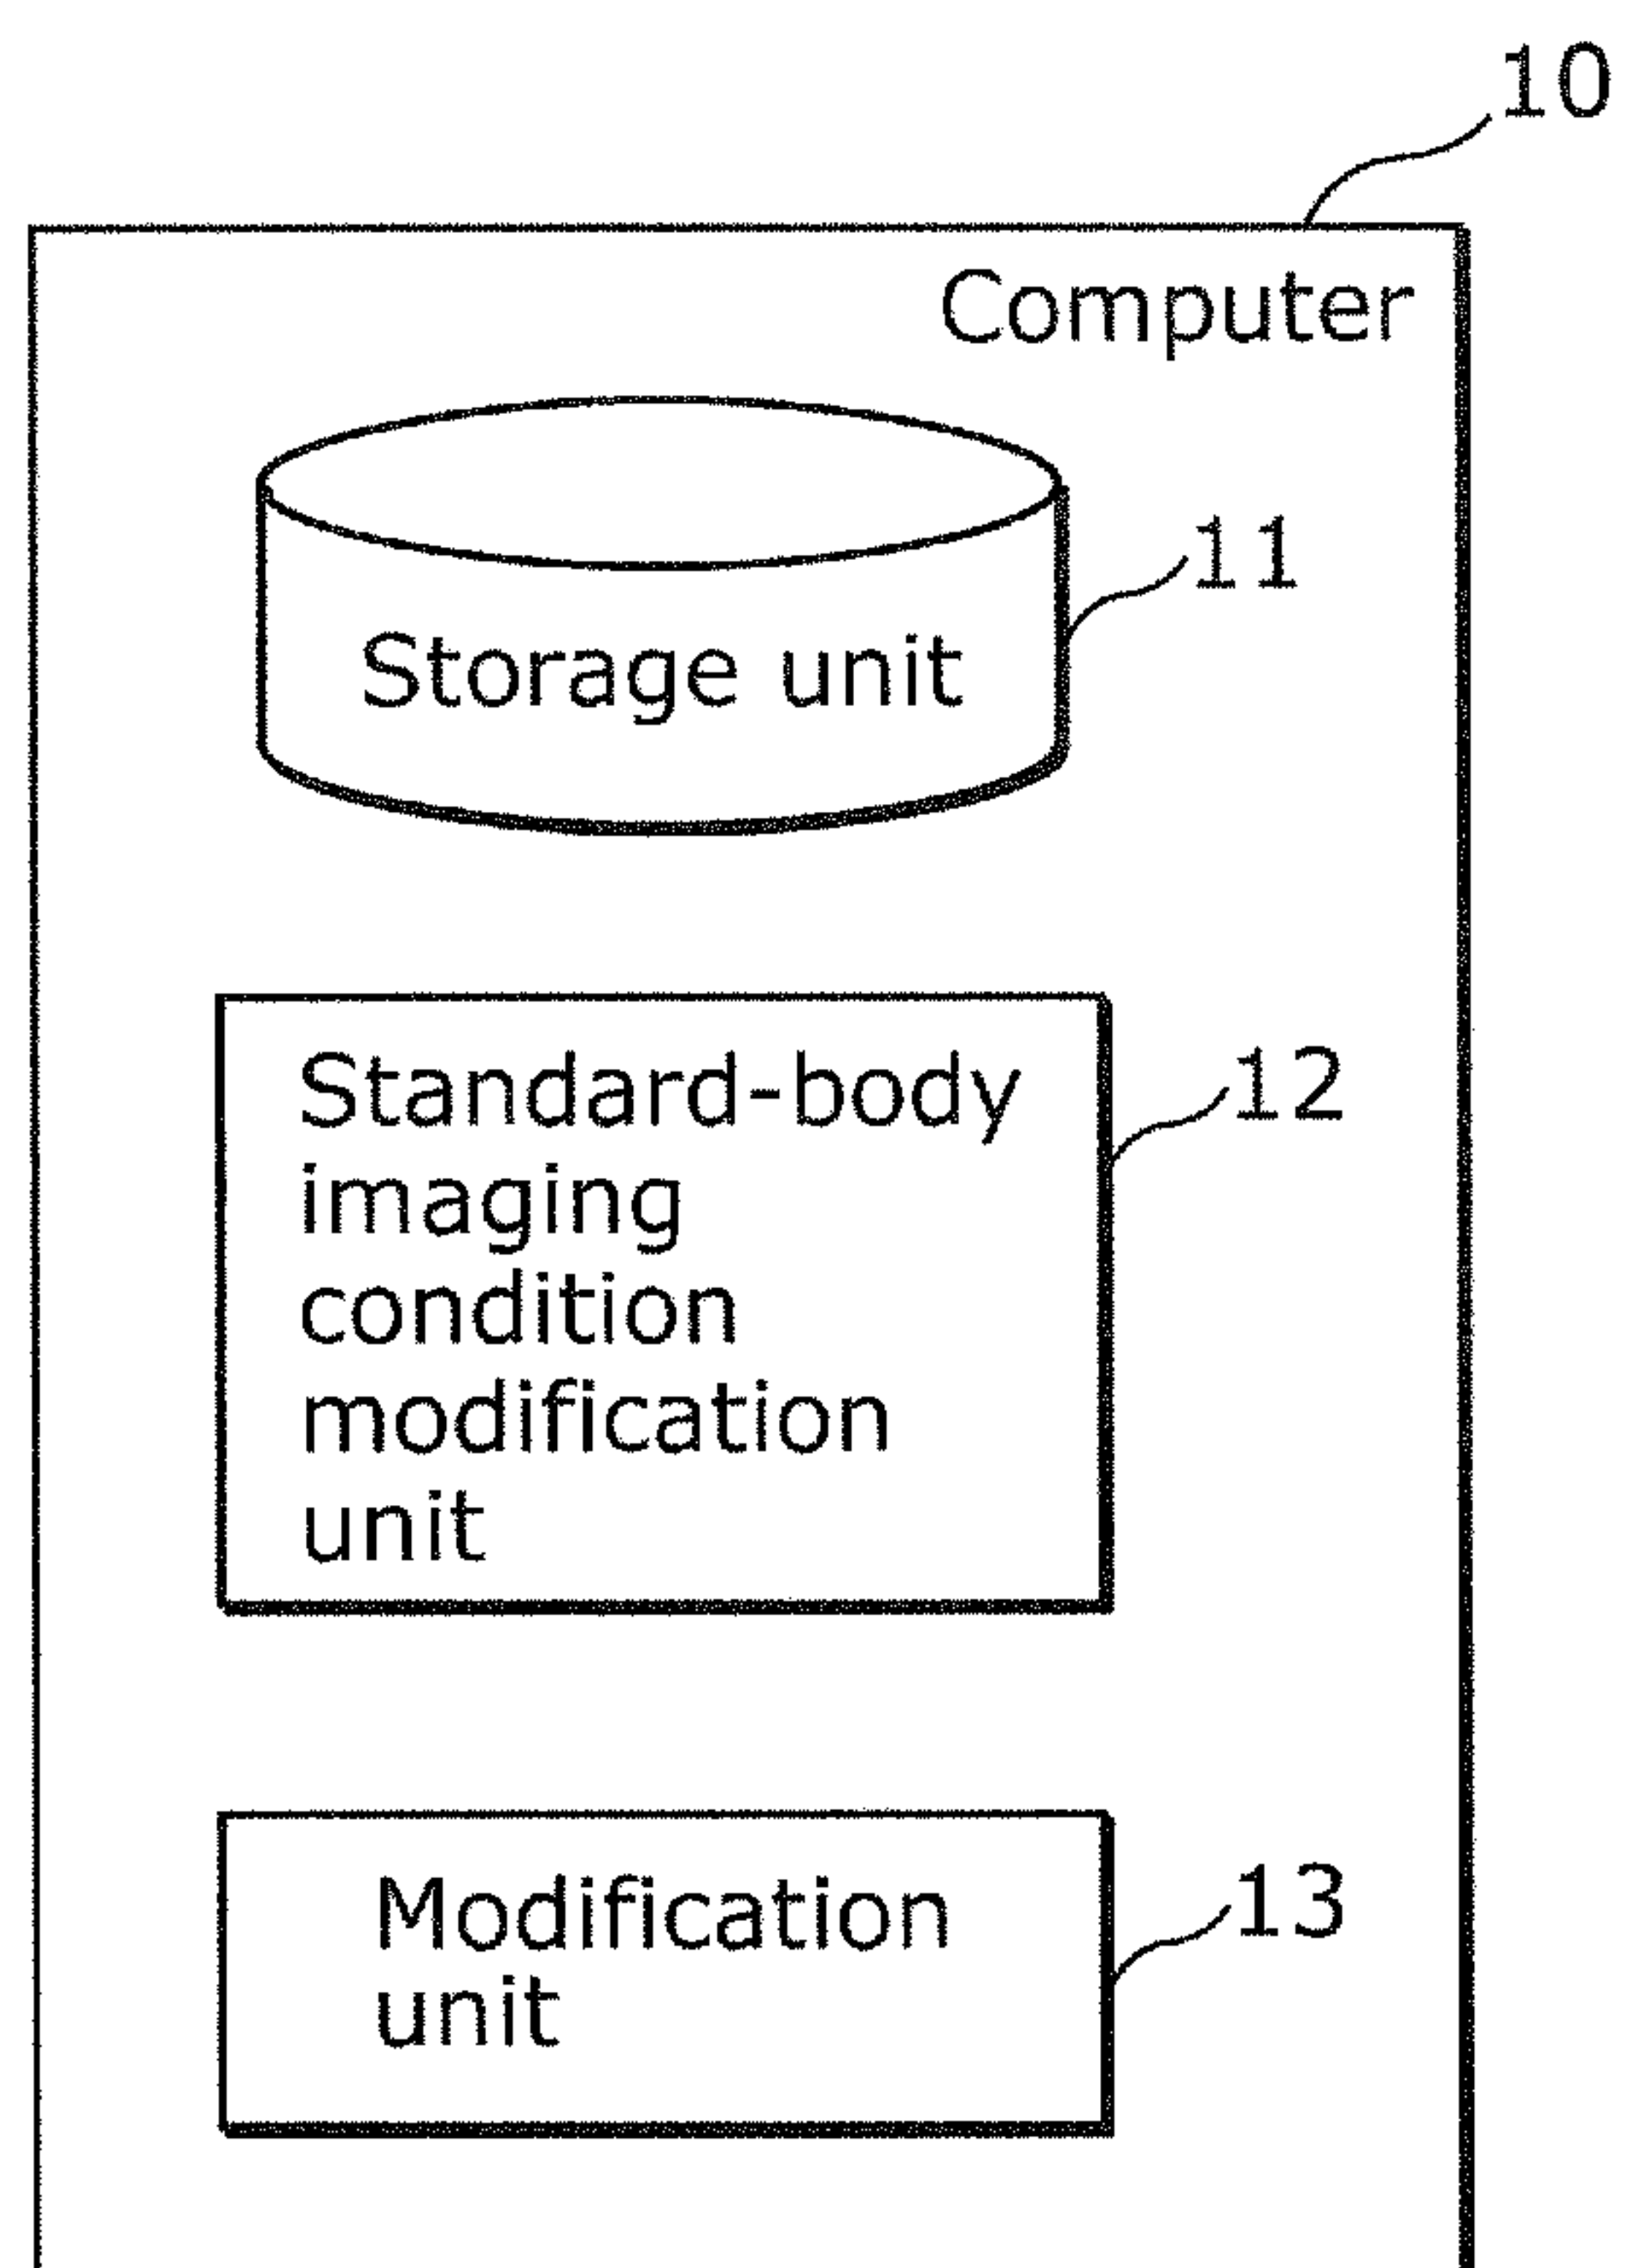 10
Computer
11
Storage unit
Standard-body
12
imaging
condition
modification
unit
Modification
13
unit